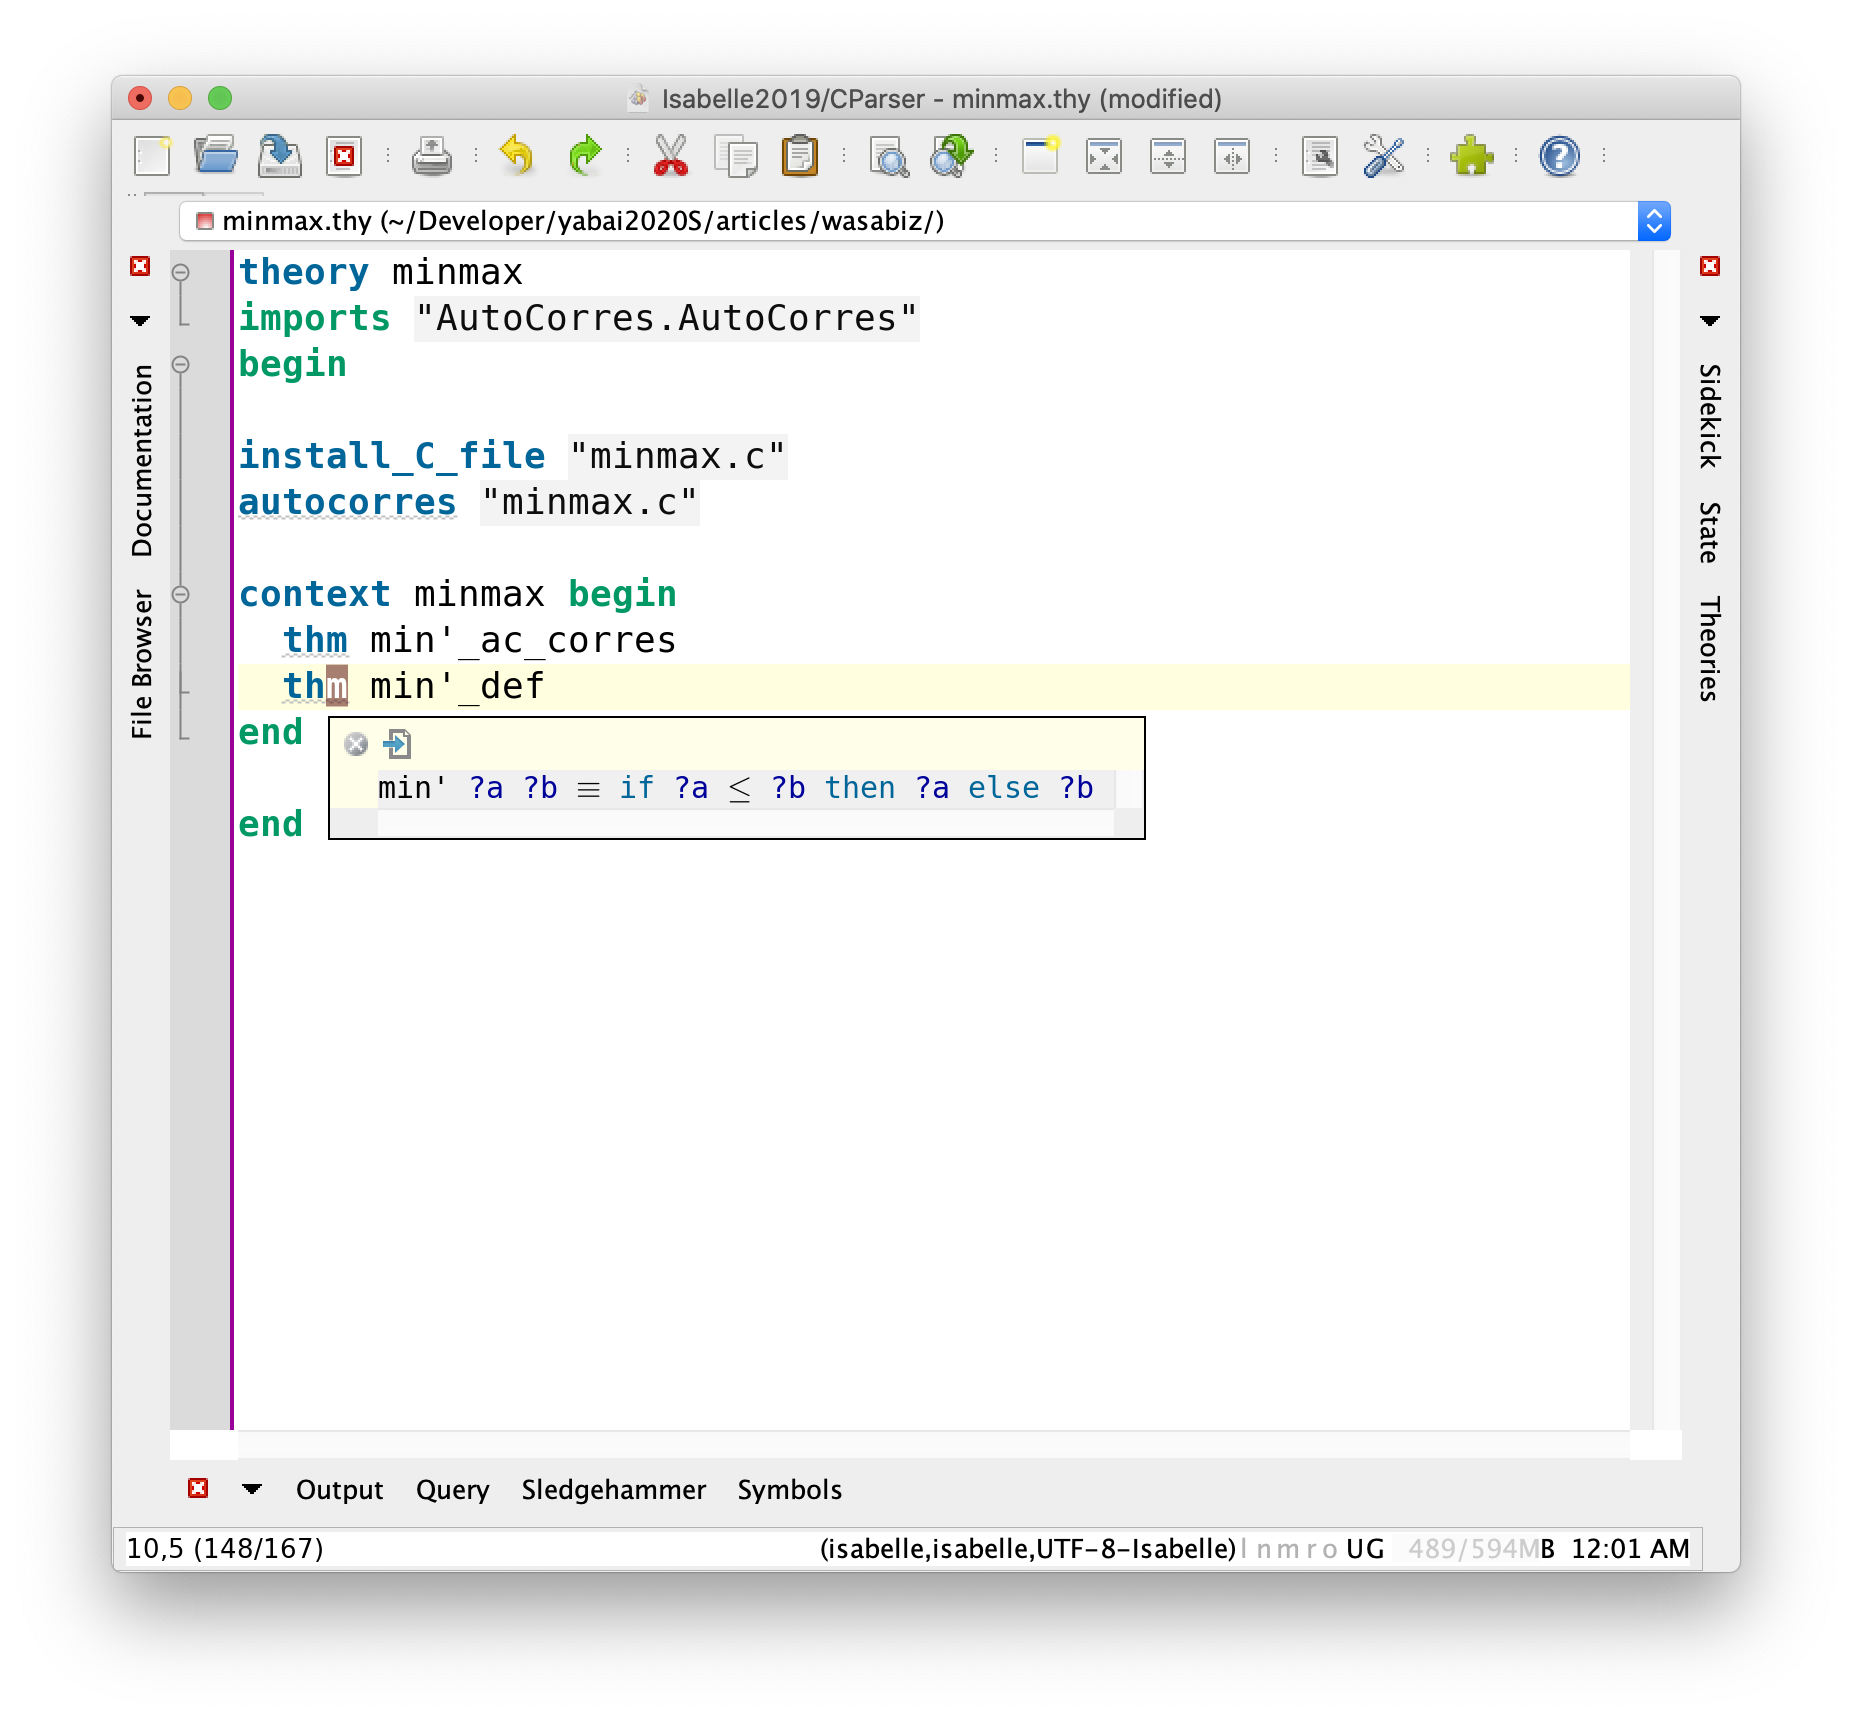 Isabelle2019/CParser - minmax.thy (modified)
minmax.thy (~/Developer/yabai2020S/articles/wasabiz/)
File Browser
Documentation
theory minmax
imports "AutoCorres.AutoCorres"
begin
install_C_file "minmax.c"
autocorres "minmax.c"
context minmax begin
  thm min'_ac_corres
  thm min'_def
end
min' ?a ?b ≡ if ?a ≤ ?b then ?a else ?b
end
Sidekick
State
Theories
Output Query Sledgehammer Symbols
10,5 (148/167) (isabelle,isabelle,UTF-8-Isabelle) l n m r o UG 489/594MB 12:01 AM